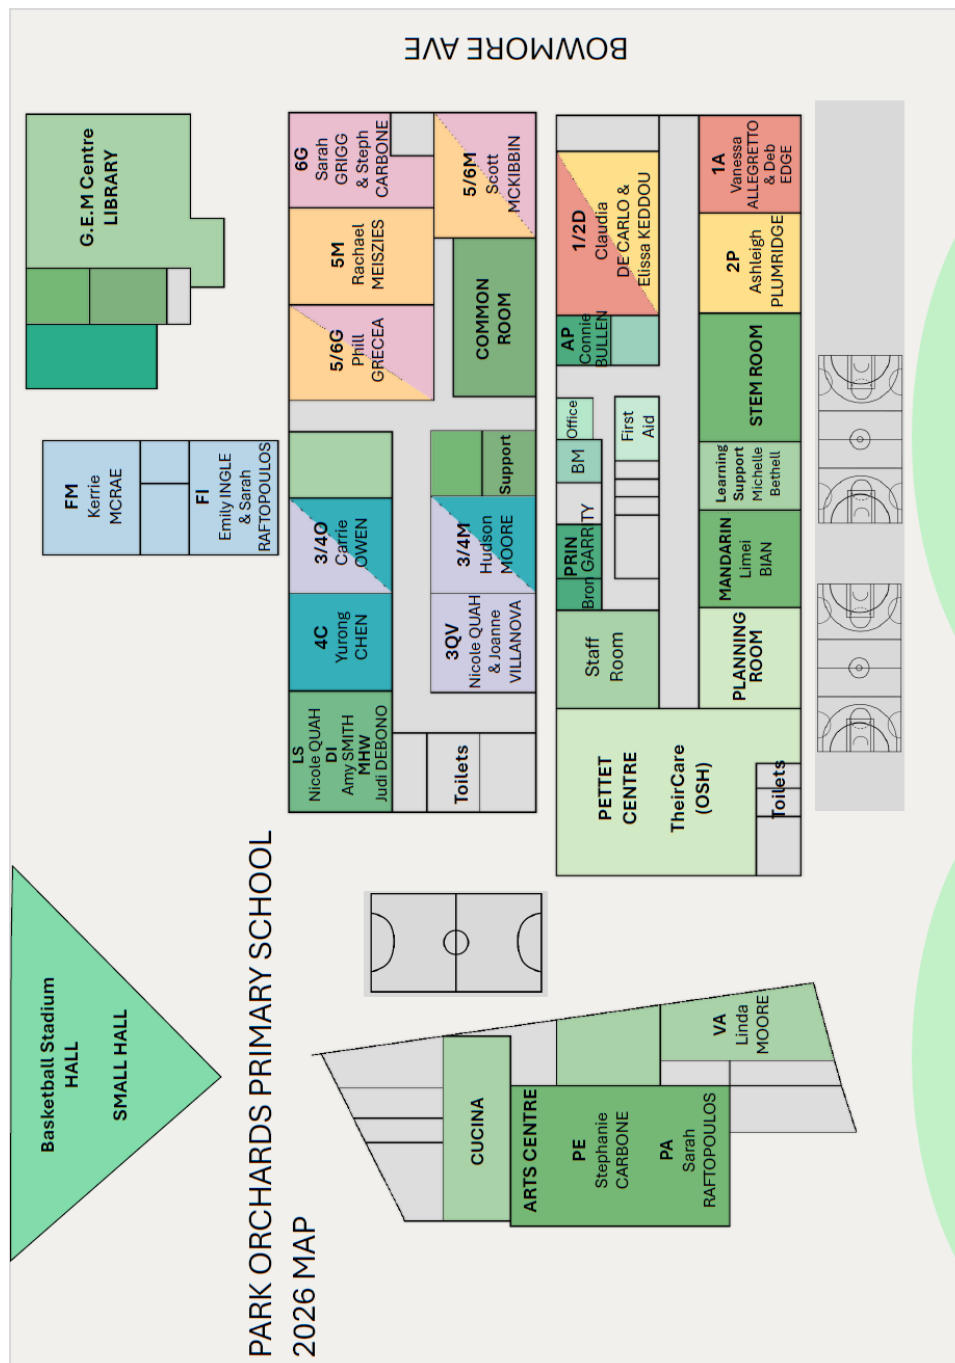 BOWMORE AVE
G.E.M Centre
LIBRARY
6G
Sarah
GRIGG
& Steph
CARBONE
5/6M
Scott
MCKIBBIN
5M
Rachael
MEISZIES
5/6G
Phill
GRECEA
COMMON
ROOM
1/2D
Claudia
DE CARLO &
Elissa KEDDOU
1A
Vanessa
ALLEGRETTO
& Deb
EDGE
2P
Ashleigh
PLUMRIDGE
AP
Connie
BULLEN
STEM ROOM
Office
First
Aid
BM
Learning
Support
Michelle
Bethell
PRIN
Bron GARRITY
MANDARIN
Limei
BIAN
Staff
Room
PLANNING
ROOM
FM
Kerrie
MCRAE
FI
Emily INGLE
& Sarah
RAFTOPOULOS
Support
3/4O
Carrie
OWEN
3/4M
Hudson
MOORE
4C
Yurong
CHEN
3QV
Nicole QUAH
& Joanne
VILLANOVA
LS
Nicole QUAH
DI
Amy SMITH
MHW
Judi DEBONO
Toilets
PETTET
CENTRE
TheirCare
(OSH)
Toilets
Basketball Stadium
HALL
SMALL HALL
PARK ORCHARDS PRIMARY SCHOOL
2026 MAP
CUCINA
ARTS CENTRE
PE
Stephanie
CARBONE
PA
Sarah
RAFTOPOULOS
VA
Linda
MOORE